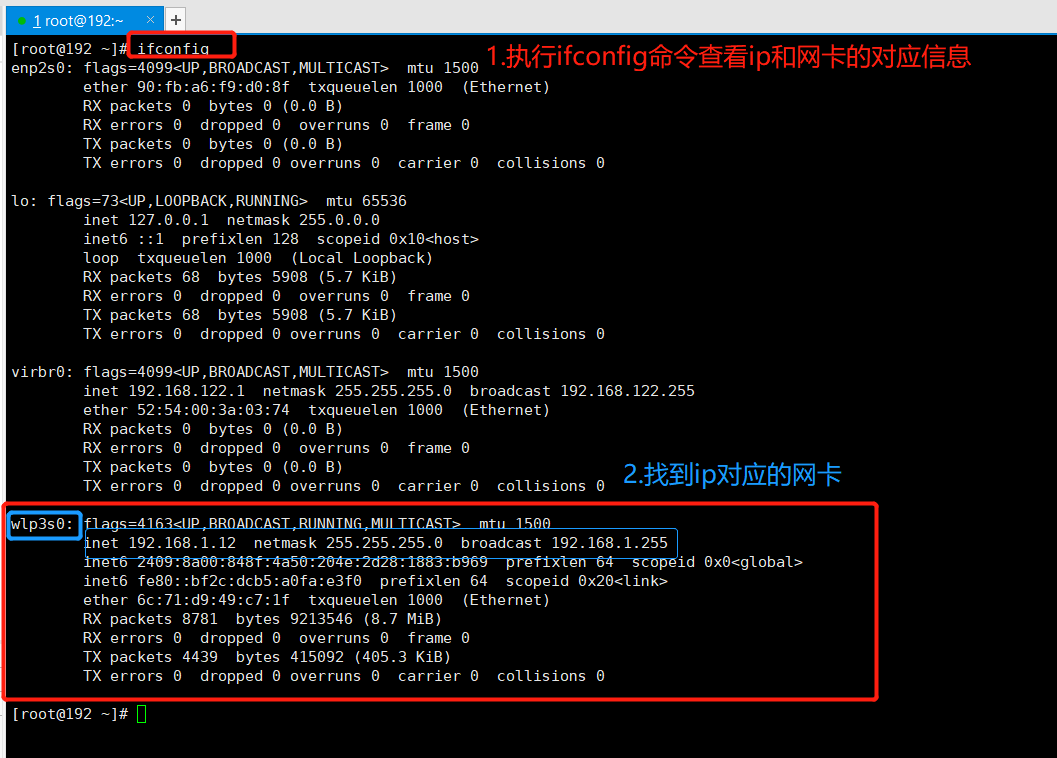 1 root@192:~ × +
[root@192 ~]# ifconfig
1.执行ifconfig命令查看ip和网卡的对应信息
enp2s0: flags=4099<UP,BROADCAST,MULTICAST>  mtu 1500
ether 90:fb:a6:f9:d0:8f  txqueuelen 1000  (Ethernet)
RX packets 0  bytes 0 (0.0 B)
RX errors 0  dropped 0  overruns 0  frame 0
TX packets 0  bytes 0 (0.0 B)
TX errors 0  dropped 0 overruns 0  carrier 0  collisions 0
lo: flags=73<UP,LOOPBACK,RUNNING>  mtu 65536
inet 127.0.0.1  netmask 255.0.0.0
inet6 ::1  prefixlen 128  scopeid 0x10<host>
loop  txqueuelen 1000  (Local Loopback)
RX packets 68  bytes 5908 (5.7 KiB)
RX errors 0  dropped 0  overruns 0  frame 0
TX packets 68  bytes 5908 (5.7 KiB)
TX errors 0  dropped 0 overruns 0  carrier 0  collisions 0
virbr0: flags=4099<UP,BROADCAST,MULTICAST>  mtu 1500
inet 192.168.122.1  netmask 255.255.255.0  broadcast 192.168.122.255
ether 52:54:00:3a:03:74  txqueuelen 1000  (Ethernet)
RX packets 0  bytes 0 (0.0 B)
RX errors 0  dropped 0  overruns 0  frame 0
TX packets 0  bytes 0 (0.0 B)
TX errors 0  dropped 0 overruns 0  carrier 0  collisions 0
2.找到ip对应的网卡
wlp3s0: flags=4163<UP,BROADCAST,RUNNING,MULTICAST>  mtu 1500
inet 192.168.1.12  netmask 255.255.255.0  broadcast 192.168.1.255
inet6 2409:8a00:848f:4a50:204e:2d28:1883:b969  prefixlen 64  scopeid 0x0<global>
inet6 fe80::bf2c:dcb5:a0fa:e3f0  prefixlen 64  scopeid 0x20<link>
ether 6c:71:d9:49:c7:1f  txqueuelen 1000  (Ethernet)
RX packets 8781  bytes 9213546 (8.7 MiB)
RX errors 0  dropped 0  overruns 0  frame 0
TX packets 4439  bytes 415092 (405.3 KiB)
TX errors 0  dropped 0 overruns 0  carrier 0  collisions 0
[root@192 ~]#